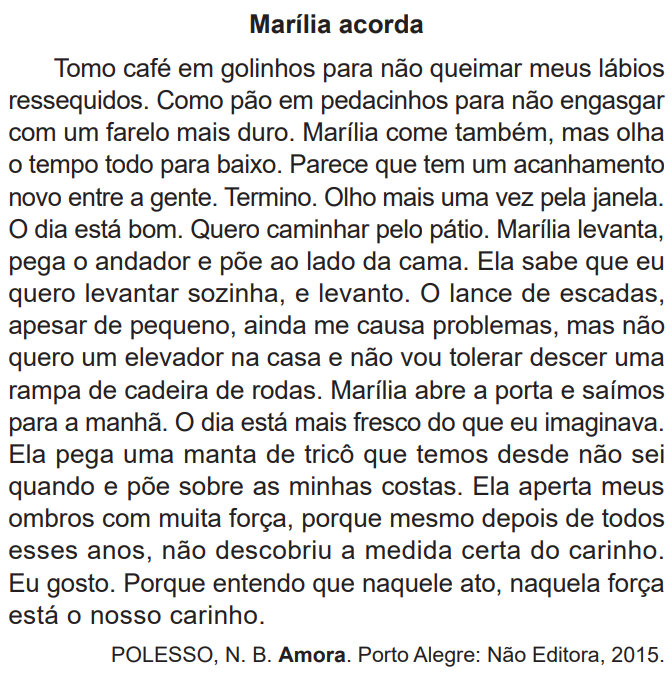 Marília acorda
Tomo café em golinhos para não queimar meus lábios
ressequidos. Como pão em pedacinhos para não engasgar
com um farelo mais duro. Marília come também, mas olha
o tempo todo para baixo. Parece que tem um acanhamento
novo entre a gente. Termino. Olho mais uma vez pela janela.
O dia está bom. Quero caminhar pelo pátio. Marília levanta,
pega o andador e põe ao lado da cama. Ela sabe que eu
quero levantar sozinha, e levanto. O lance de escadas,
apesar de pequeno, ainda me causa problemas, mas não
quero um elevador na casa e não vou tolerar descer uma
rampa de cadeira de rodas. Marília abre a porta e saímos
para a manhã. O dia está mais fresco do que eu imaginava.
Ela pega uma manta de tricô que temos desde não sei
quando e põe sobre as minhas costas. Ela aperta meus
ombros com muita força, porque mesmo depois de todos
esses anos, não descobriu a medida certa do carinho.
Eu gosto. Porque entendo que naquele ato, naquela força
está o nosso carinho.
POLESSO, N. B. Amora. Porto Alegre: Não Editora, 2015.